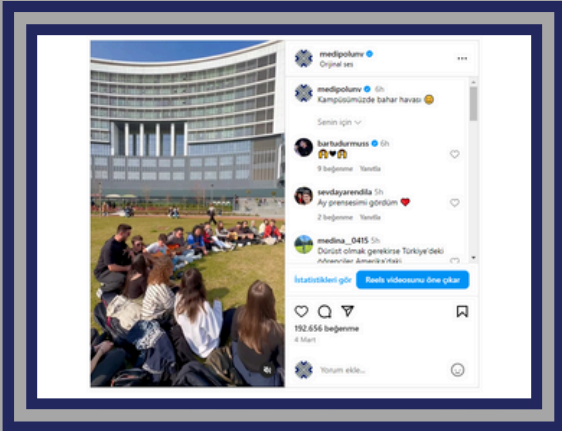 medipolunv
Orijinal ses
medipolunv 6h
Kampüsümüzde bahar havası
Senin için
bartudurmuss 6h
9 beğenme Yanıtla
sevdayarendila 5h
Ay prensesimi gördüm
2 beğenme Yanıtla
medina__0415 5h
Dürüst olmak gerekirse Türkiye'deki
öğrenciler Amerika'daki
İstatistikleri gör
Reels videosunu öne çıkar
192.656 beğenme
4 Mart
Yorum ekle...